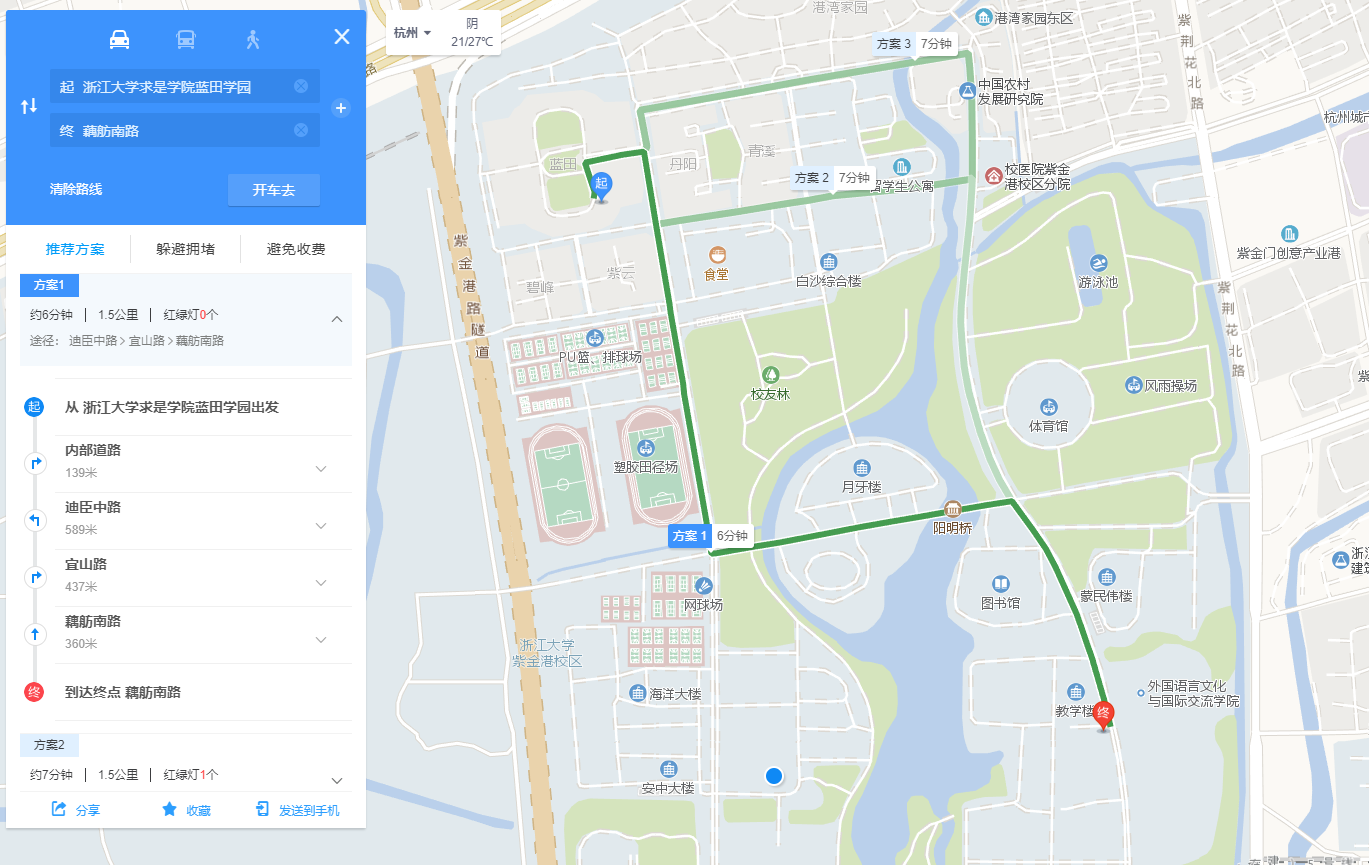 起 浙江大学求是学院蓝田学园
终 藕舫南路
清除路线
开车去
推荐方案
躲避拥堵
避免收费
方案1
约6分钟 | 1.5公里 | 红绿灯0个
途径： 迪臣中路 > 宜山路 > 藕舫南路
起 从 浙江大学求是学院蓝田学园出发
内部道路
139米
迪臣中路
589米
宜山路
437米
藕舫南路
360米
终 到达终点 藕舫南路
方案2
约7分钟 | 1.5公里 | 红绿灯1个
分享
收藏
发送到手机
杭州
阴
21/27℃
路
港湾家园
港湾家园东区
紫荆花北路
方案 3 7分钟
中国农村
发展研究院
杭州城市
蓝田
起
丹阳
青溪
方案 2 7分钟
留学生公寓
校医院紫金
港校区分院
紫金港路隧道
食堂
白沙综合楼
游泳池
紫金门创意产业港
碧峰
紫云
紫荆花北路
PU篮、排球场
校友林
风雨操场
紫
体育馆
塑胶田径场
月牙楼
阳明桥
方案 1 6分钟
网球场
图书馆
蒙民伟楼
浙江
建筑
浙江大学
紫金港校区
海洋大楼
教学楼
终
外国语言文化
与国际交流学院
安中大楼